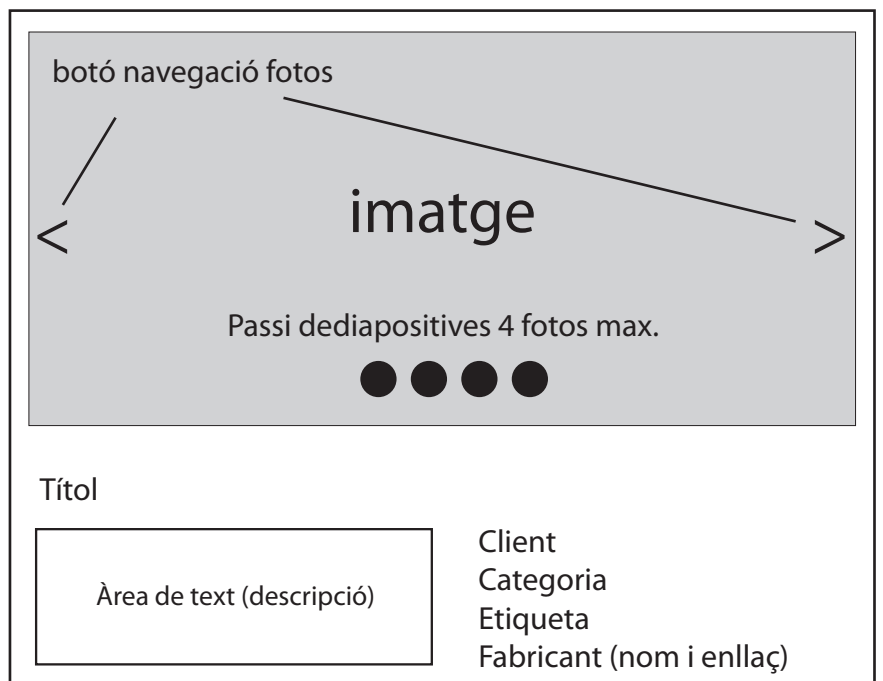 botó navegació fotos
imatge
< >
Passi dediapositives 4 fotos max.
Títol
Àrea de text (descripció)
Client
Categoria
Etiqueta
Fabricant (nom i enllaç)